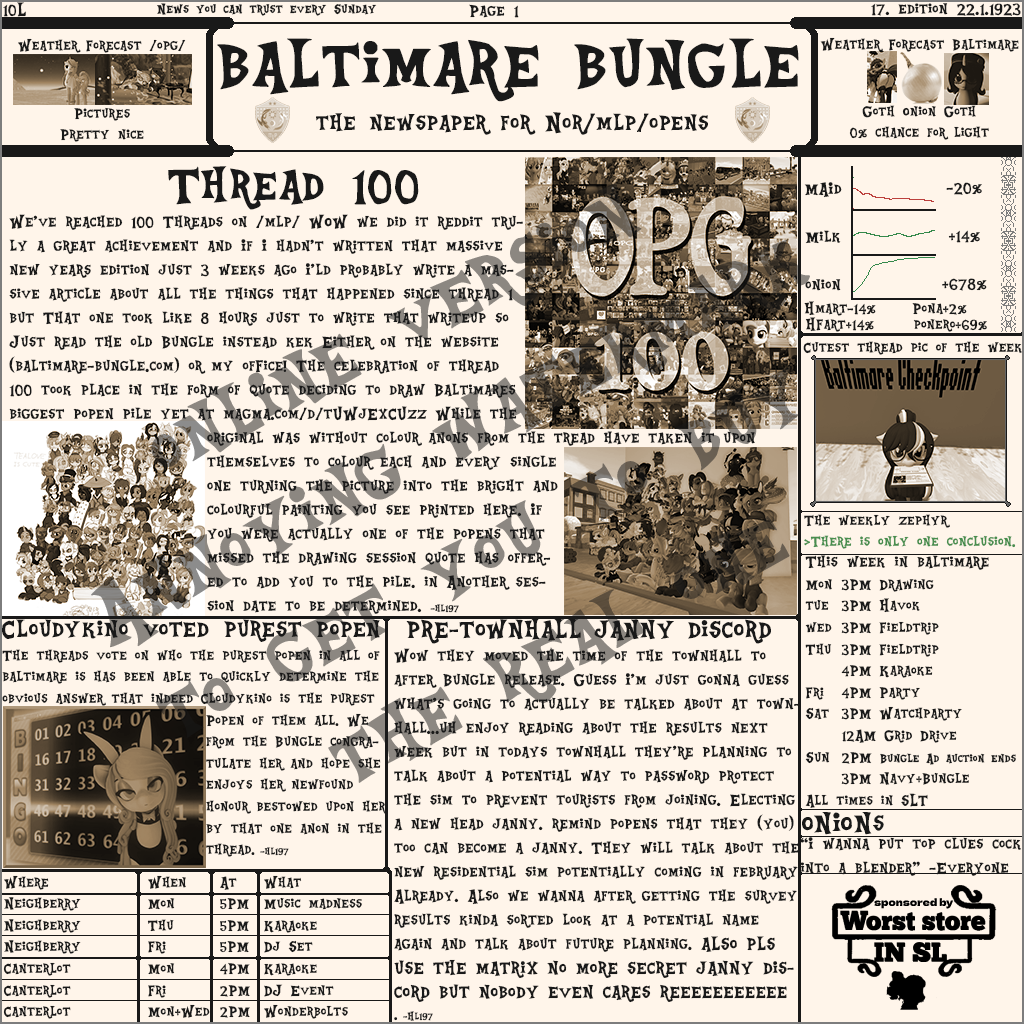 10L
News you can trust every Sunday
Page 1
17. Edition 22.1.1923
Weather Forecast /OPG/
Pictures
Pretty nice
Baltimare Bungle
The newspaper for Nor/mlp/opens
Weather Forecast Baltimare
Goth onion Goth
0% chance for light
Thread 100
We've reached 100 Threads on /mlp/ WoW we did it reddit tru-
ly a great achievement and if I hadn't written that massive
new years edition just 3 weeks ago I'd probably write a mas-
sive article about all the things that happened since thread 1
but that one took like 8 hours just to write that writeup so
just read the old Bungle instead kek either on the website
(baltimare-bungle.com) or my office! The celebration of thread
100 took place in the form of Quote deciding to draw Baltimares
biggest popen pile yet at magma.com/d/tuwjexcuzz While the
original was without colour anons from the tread have taken it upon
themselves to colour each and every single
one turning the picture into the bright and
colourful painting you see printed here. If
you were actually one of the popens that
missed the drawing session Quote has offer-
ed to add you to the pile. In another ses-
sion date to be determined. -HL197
OPG
100
Maid -20%
Milk +14%
Onion +678%
Hmart-14% Pona+2%
Hfart+14% Ponero+69%
Cutest thread pic of the week
Baltimare Checkpoint
The weekly Zephyr
>There is only one conclusion.
This week in Baltimare
Mon 3PM Drawing
Tue 3PM Havok
Wed 3PM Fieldtrip
Thu 3PM Fieldtrip
4PM Karaoke
Fri 4PM Party
Sat 3PM Watchparty
12AM Grid Drive
Sun 2PM Bungle Ad Auction ends
3PM Navy+Bungle
All times in SLT
Onions
"I wanna put top clues cock
into a blender" -Everyone
sponsored by
Worst store
IN SL
Cloudykino voted purest popen
The threads vote on who the purest popen in all of
Baltimare is has been able to quickly determine the
obvious answer that indeed Cloudykino is the purest
popen of them all. We
from the Bungle congra-
tulate her and hope she
enjoys her newfound
honour bestowed upon her
by that one anon in the
thread. -HL197
BINGO
01 02 03 04 0
16 17 18
31 32 33
46 47 48 49
61 62 63 64
Pre-Townhall Janny Discord
Wow they moved the time of the townhall to
after Bungle release. Guess I'm just gonna guess
what's going to actually be talked about at town-
hall...uh enjoy reading about the results next
week but in todays townhall they're planning to
talk about a potential way to password protect
the sim to prevent tourists from joining. Electing
a new head janny. Remind popens that they (you)
too can become a janny. They will talk about the
new residential sim potentially coming in february
already. Also we wanna after getting the survey
results kinda sorted look at a potential name
again and talk about future planning. Also pls
use the matrix no more secret janny dis-
cord but nobody even cares REEEEEEEEEEE
. -HL197
Where When At What
Neighberry Mon 5PM Music Madness
Neighberry Thu 5PM Karaoke
Neighberry Fri 5PM DJ Set
Canterlot Mon 4PM Karaoke
Canterlot Fri 2PM DJ Event
Canterlot Mon+Wed 2PM Wonderbolts
Online Version
Annoying Watermark
To Get You To Buy
The Real One